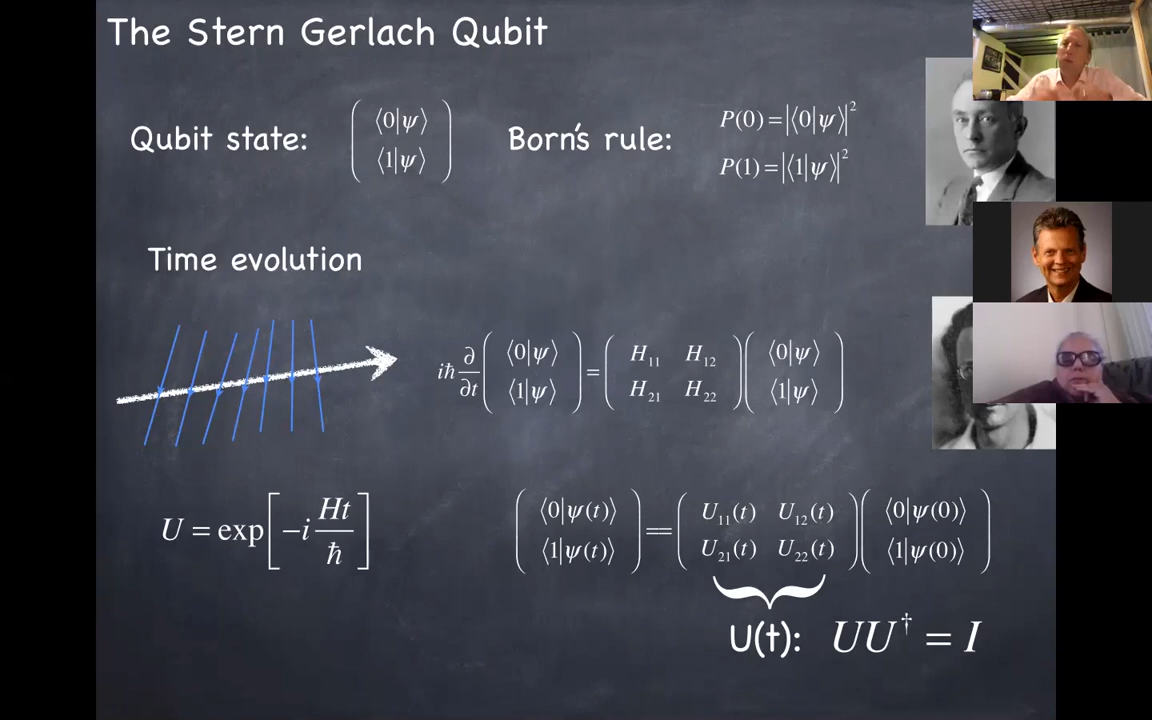 The Stern Gerlach Qubit
Qubit state: ( ⟨0|ψ⟩ ⟨1|ψ⟩ )
Born's rule: P(0) = |⟨0|ψ⟩|²
P(1) = |⟨1|ψ⟩|²
Time evolution
iħ ∂/∂t ( ⟨0|ψ⟩ ⟨1|ψ⟩ ) = ( H₁₁ H₁₂ H₂₁ H₂₂ ) ( ⟨0|ψ⟩ ⟨1|ψ⟩ )
U = exp[ −i Ht/ħ ]
( ⟨0|ψ(t)⟩ ⟨1|ψ(t)⟩ ) == ( U₁₁(t) U₁₂(t) U₂₁(t) U₂₂(t) ) ( ⟨0|ψ(0)⟩ ⟨1|ψ(0)⟩ )
U(t): UU† = I